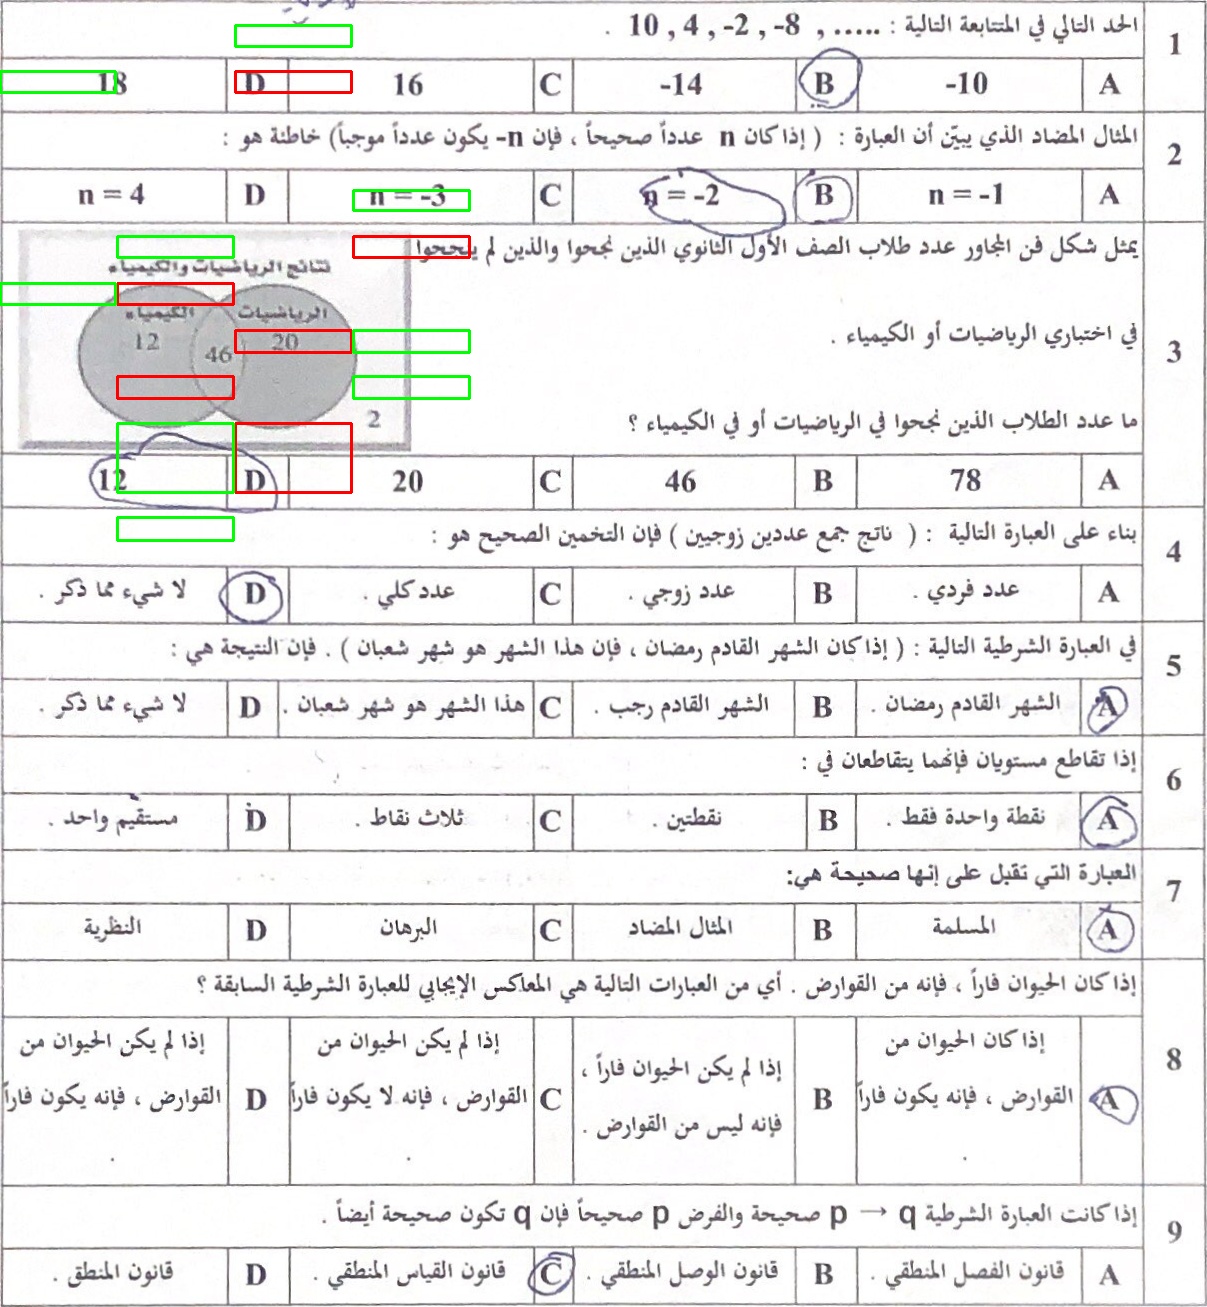 1
الحد التالي في المتتابعة التالية : 10 , 4 , -2 , -8 , ..... .
A -10 B -14 C 16 D 18
2
المثال المضاد الذي يبيّن أن العبارة : ( إذا كان n عدداً صحيحاً ، فإن n- يكون عدداً موجباً) خاطئة هو :
A n = -1 B n = -2 C n = -3 D n = 4
3
يمثل شكل فن المجاور عدد طلاب الصف الأول الثانوي الذين نجحوا والذين لم ينجحوا
في اختباري الرياضيات أو الكيمياء .
ما عدد الطلاب الذين نجحوا في الرياضيات أو في الكيمياء ؟
نتائج الرياضيات والكيمياء
الرياضيات الكيمياء
20 46 12
2
A 78 B 46 C 20 D 12
4
بناء على العبارة التالية : ( ناتج جمع عددين زوجيين ) فإن التخمين الصحيح هو :
A عدد فردي . B عدد زوجي . C عدد كلي . D لا شيء مما ذكر .
5
في العبارة الشرطية التالية : ( إذا كان الشهر القادم رمضان ، فإن هذا الشهر هو شهر شعبان ) . فإن النتيجة هي :
A الشهر القادم رمضان . B الشهر القادم رجب . C هذا الشهر هو شهر شعبان . D لا شيء مما ذكر .
6
إذا تقاطع مستويان فإنهما يتقاطعان في :
A نقطة واحدة فقط . B نقطتين . C ثلاث نقاط . D مستقيم واحد .
7
العبارة التي تقبل على إنها صحيحة هي:
A المسلمة B المثال المضاد C البرهان D النظرية
8
إذا كان الحيوان فاراً ، فإنه من القوارض . أي من العبارات التالية هي المعاكس الإيجابي للعبارة الشرطية السابقة ؟
A إذا كان الحيوان من
القوارض ، فإنه يكون فاراً
.
B إذا لم يكن الحيوان فاراً ،
فإنه ليس من القوارض .
C إذا لم يكن الحيوان من
القوارض ، فإنه لا يكون فاراً
.
D إذا لم يكن الحيوان من
القوارض ، فإنه يكون فاراً
.
9
إذا كانت العبارة الشرطية p → q صحيحة والفرض p صحيحاً فإن q تكون صحيحة أيضاً .
A قانون الفصل المنطقي . B قانون الوصل المنطقي . C قانون القياس المنطقي . D قانون المنطق .